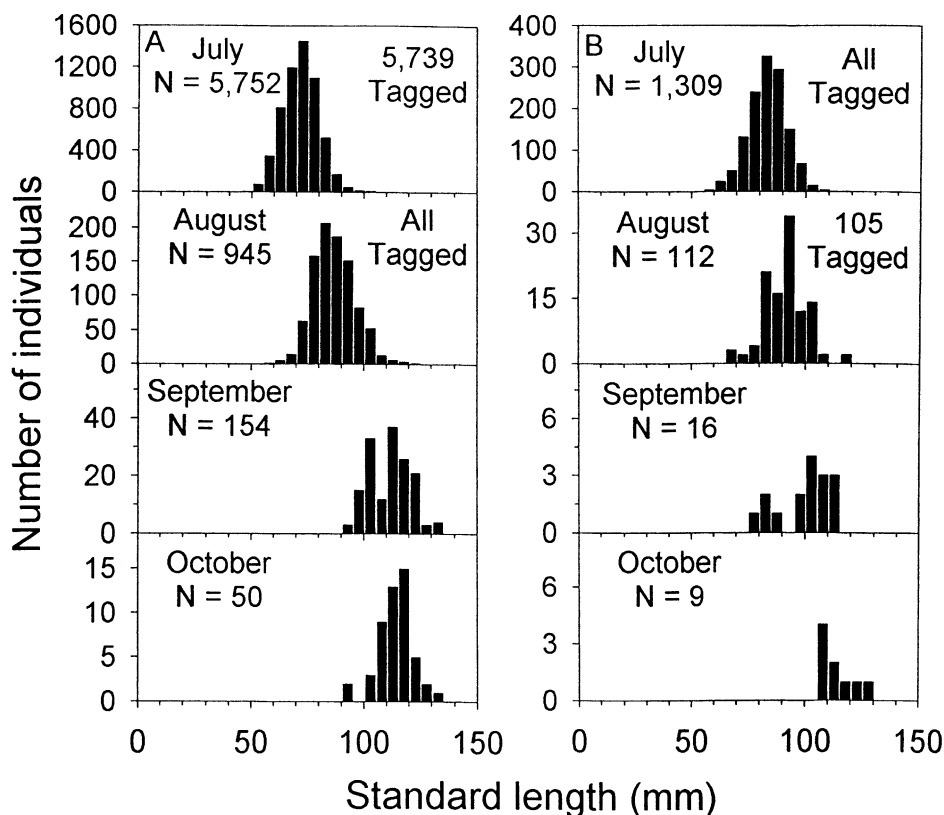 Number of individuals
A
July
N = 5,752
5,739
Tagged
1600
1200
800
400
0
August
N = 945
All
Tagged
200
150
100
50
0
September
N = 154
40
20
0
October
N = 50
15
10
5
0
0 50 100 150
B
July
N = 1,309
All
Tagged
400
300
200
100
0
August
N = 112
105
Tagged
30
15
0
September
N = 16
6
3
0
October
N = 9
6
3
0
0 50 100 150
Standard length (mm)